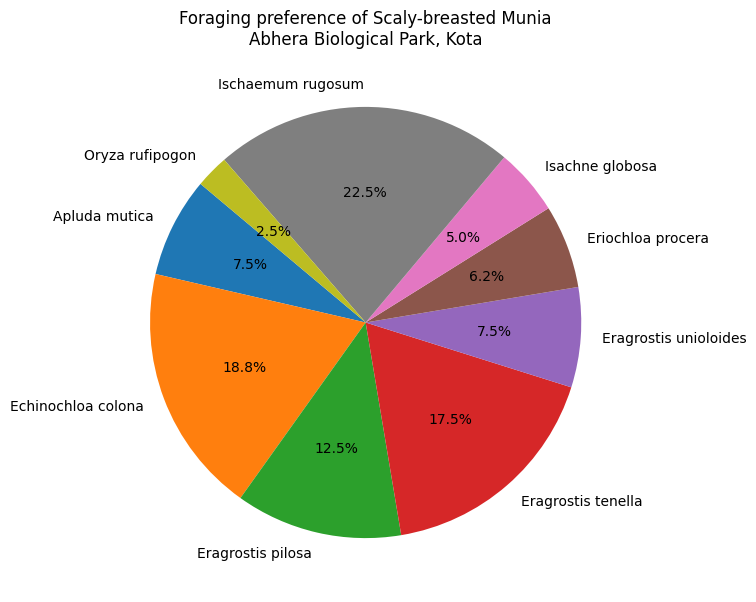 Foraging preference of Scaly-breasted Munia
Abhera Biological Park, Kota
Ischaemum rugosum
Oryza rufipogon
Isachne globosa
22.5%
Apluda mutica
2.5%
5.0%
Eriochloa procera
7.5%
6.2%
7.5%
Eragrostis unioloides
18.8%
Echinochloa colona
12.5%
17.5%
Eragrostis tenella
Eragrostis pilosa